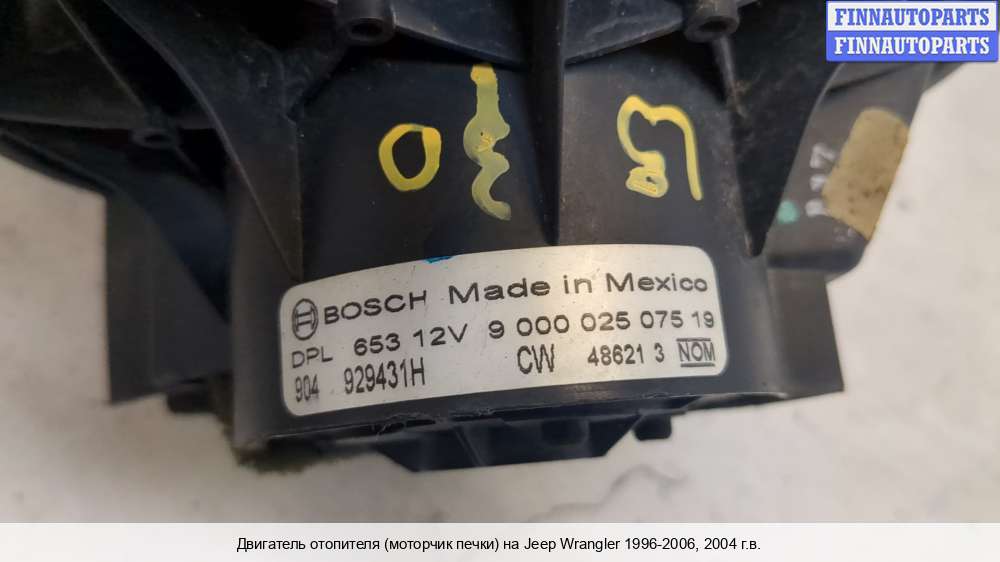 FINNAUTOPARTS
FINNAUTOPARTS
BOSCH Made in Mexico
DPL 653 12V 9 000 025 075 19
904 929431H CW 48621 3 NOM
Двигатель отопителя (моторчик печки) на Jeep Wrangler 1996-2006, 2004 г.в.